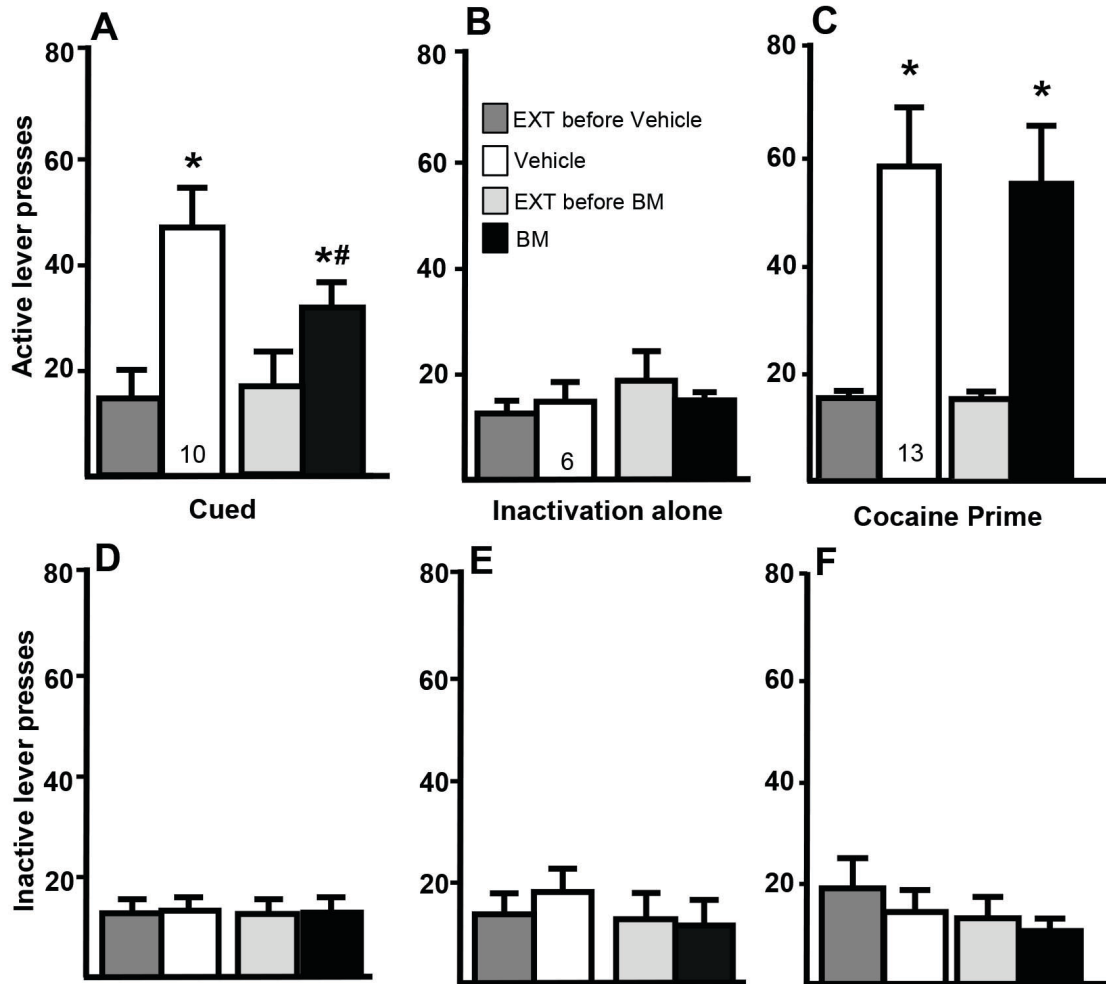 A
80
60
40
20
Active lever presses
*
*#
10
Cued
B
80
60
40
20
EXT before Vehicle
Vehicle
EXT before BM
BM
6
Inactivation alone
C
80
60
40
20
*
*
13
Cocaine Prime
D
80
60
40
20
Inactive lever presses
E
80
60
40
20
F
80
60
40
20